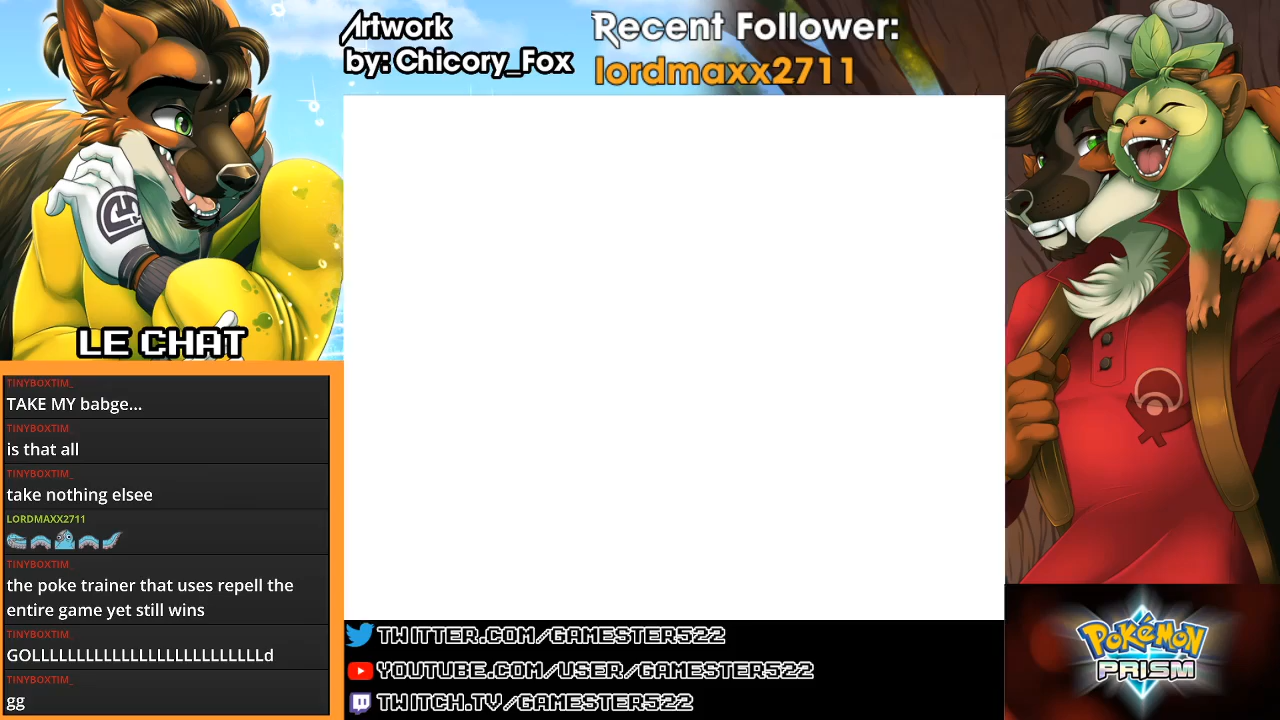 Artwork
by: Chicory_Fox
Recent Follower:
lordmaxx2711
LE CHAT
TINYBOXTIM_
TAKE MY babge...
TINYBOXTIM_
is that all
TINYBOXTIM_
take nothing elsee
LORDMAXX2711
TINYBOXTIM_
the poke trainer that uses repell the
entire game yet still wins
TINYBOXTIM_
GOLLLLLLLLLLLLLLLLLLLLLLLLLLd
TINYBOXTIM_
gg
TWITTER.COM/GAMESTER522
YOUTUBE.COM/USER/GAMESTER522
TWITCH.TV/GAMESTER522
POKéMON
PRISM